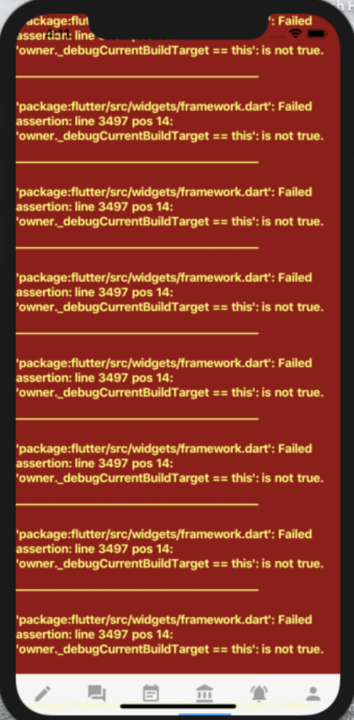 'package:flut Failed
assertion: line
'owner._debugCurrentBuildTarget == this': is not true.
'package:flutter/src/widgets/framework.dart': Failed
assertion: line 3497 pos 14:
'owner._debugCurrentBuildTarget == this': is not true.
'package:flutter/src/widgets/framework.dart': Failed
assertion: line 3497 pos 14:
'owner._debugCurrentBuildTarget == this': is not true.
'package:flutter/src/widgets/framework.dart': Failed
assertion: line 3497 pos 14:
'owner._debugCurrentBuildTarget == this': is not true.
'package:flutter/src/widgets/framework.dart': Failed
assertion: line 3497 pos 14:
'owner._debugCurrentBuildTarget == this': is not true.
'package:flutter/src/widgets/framework.dart': Failed
assertion: line 3497 pos 14:
'owner._debugCurrentBuildTarget == this': is not true.
'package:flutter/src/widgets/framework.dart': Failed
assertion: line 3497 pos 14:
'owner._debugCurrentBuildTarget == this': is not true.
'package:flutter/src/widgets/framework.dart': Failed
assertion: line 3497 pos 14:
'owner._debugCurrentBuildTarget == this': is not true.